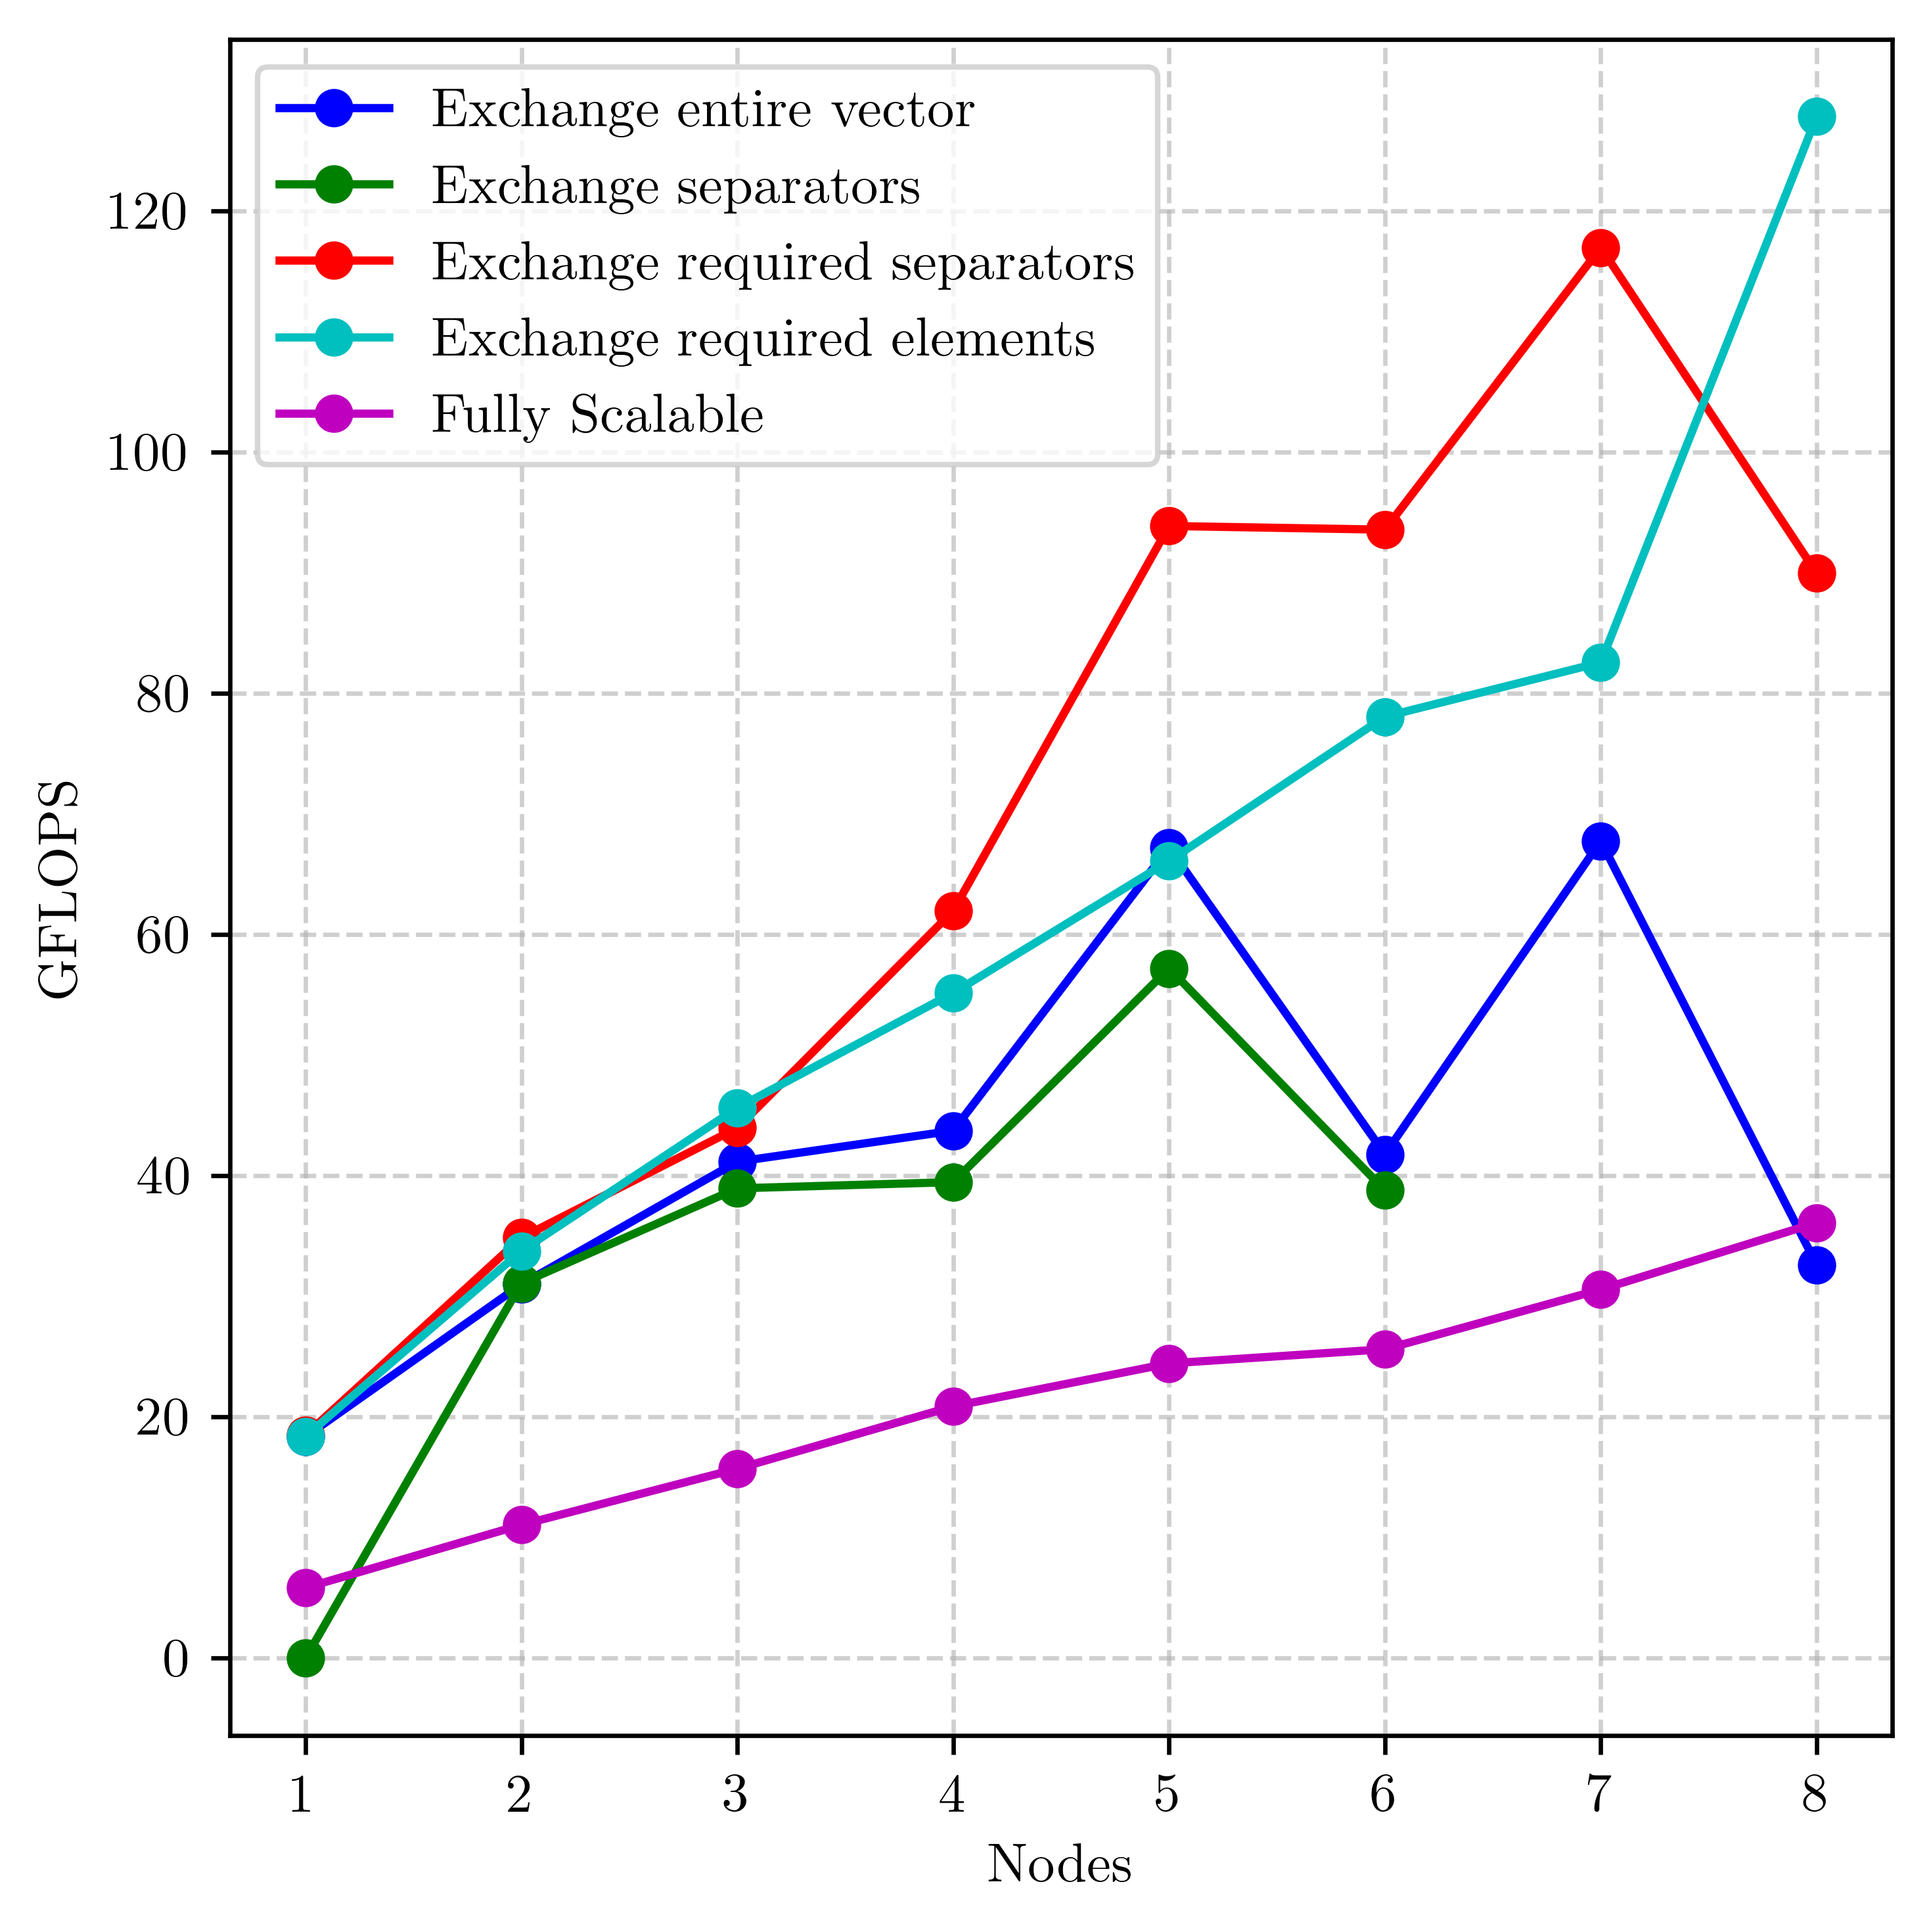 Exchange entire vector
Exchange separators
Exchange required separators
Exchange required elements
Fully Scalable
120
100
80
60
40
20
0
GFLOPS
1 2 3 4 5 6 7 8
Nodes